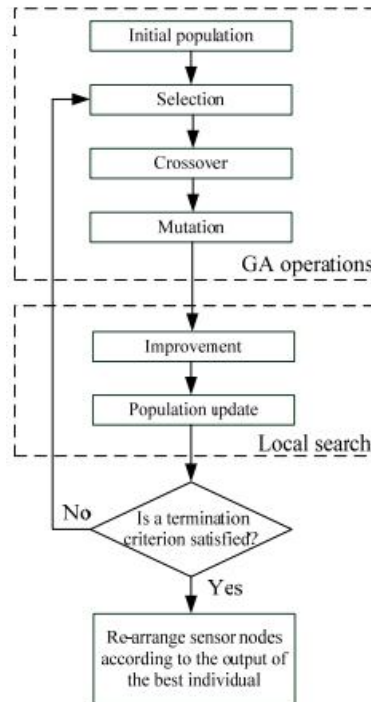 Initial population
Selection
Crossover
Mutation
GA operations
Improvement
Population update
Local search
No
Is a termination
criterion satisfied?
Yes
Re-arrange sensor nodes
according to the output of
the best individual